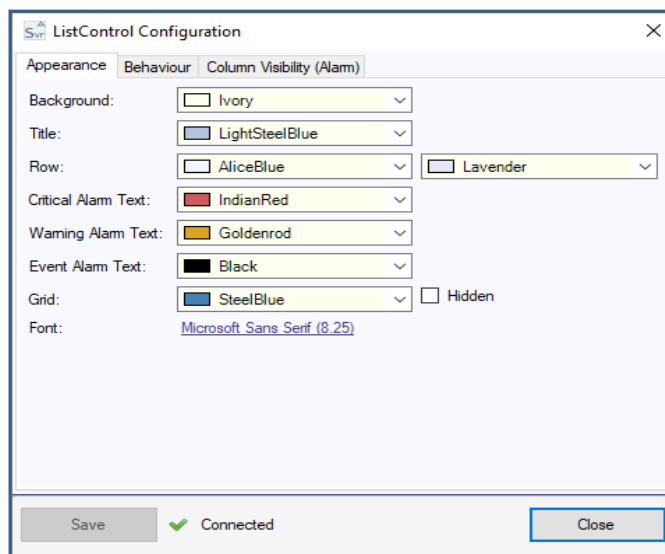 Svr ListControl Configuration
Appearance Behaviour Column Visibility (Alarm)
Background: Ivory
Title: LightSteelBlue
Row: AliceBlue Lavender
Critical Alarm Text: IndianRed
Warning Alarm Text: Goldenrod
Event Alarm Text: Black
Grid: SteelBlue Hidden
Font: Microsoft Sans Serif (8.25)
Save Connected Close